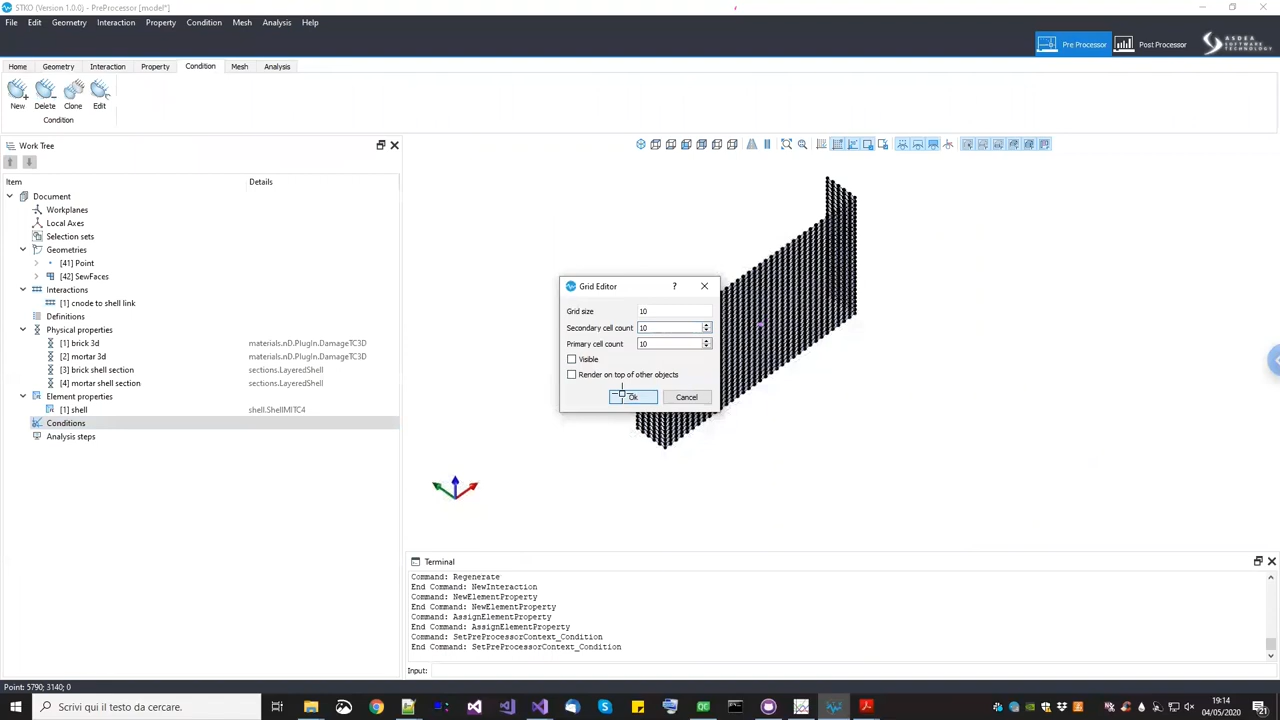 STKO (Version 1.0.0) - PreProcessor [model*]
File Edit Geometry Interaction Property Condition Mesh Analysis Help
Pre Processor Post Processor ASDEA SOFTWARE TECHNOLOGY
Home Geometry Interaction Property Condition Mesh Analysis
New Delete Clone Edit
Condition
Work Tree
Item Details
Document
Workplanes
Local Axes
Selection sets
Geometries
[41] Point
[42] SewFaces
Interactions
[1] cnode to shell link
Definitions
Physical properties
[1] brick 3d materials.nD.PlugIn.DamageTC3D
[2] mortar 3d materials.nD.PlugIn.DamageTC3D
[3] brick shell section sections.LayeredShell
[4] mortar shell section sections.LayeredShell
Element properties
[1] shell shell.ShellMITC4
Conditions
Analysis steps
Grid Editor ?
Grid size 10
Secondary cell count 10
Primary cell count 10
Visible
Render on top of other objects
Ok Cancel
Terminal
Command: Regenerate
End Command: NewInteraction
Command: NewElementProperty
End Command: NewElementProperty
Command: AssignElementProperty
End Command: AssignElementProperty
Command: SetPreProcessorContext_Condition
End Command: SetPreProcessorContext_Condition
Input:
Point: 5790; 3140; 0
Scrivi qui il testo da cercare.
19:14
04/05/2020